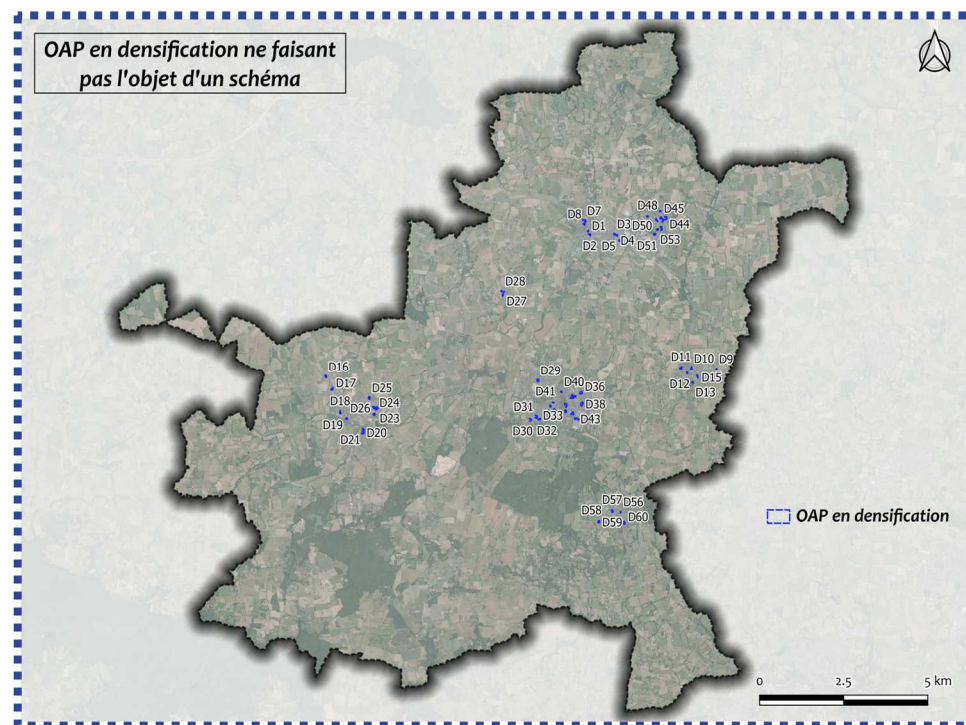 OAP en densification ne faisant
pas l'objet d'un schéma
D48
D45
D8
D7
D3
D50
D44
D1
D2
D5
D4
D51
D53
D28
D27
D16
D17
D25
D18
D26
D24
D23
D19
D20
D21
D29
D40
D36
D41
D31
D38
D33
D43
D30
D32
D11
D10
D9
D15
D12
D13
D57
D56
D58
D59
D60
OAP en densification
0
2.5
5 km